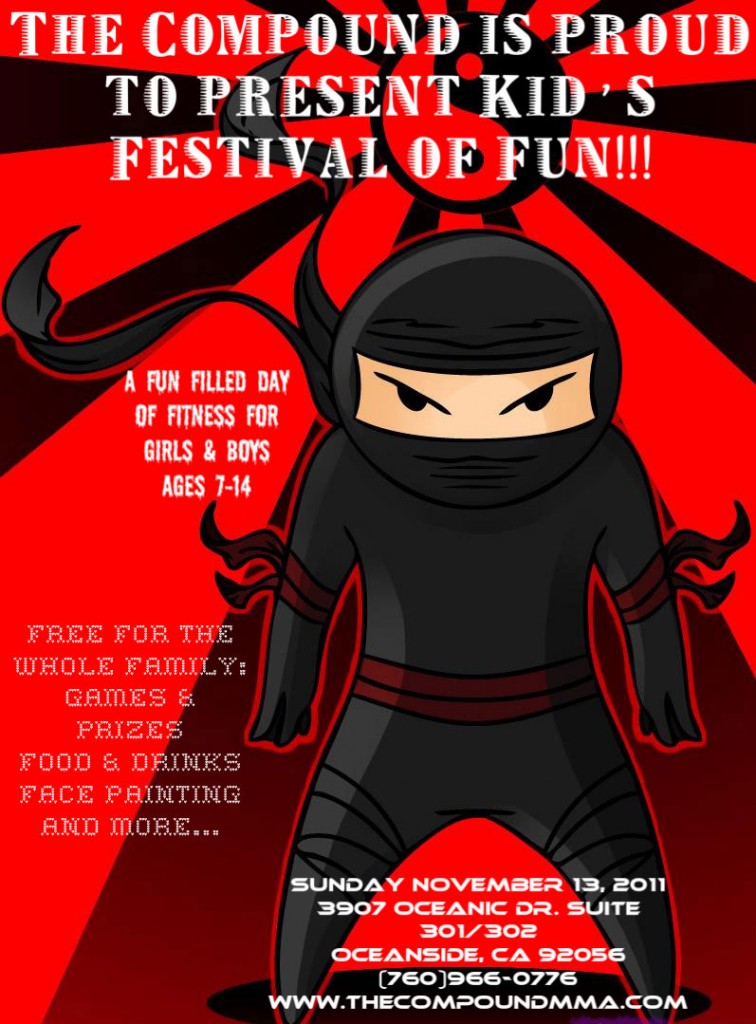 The Compound is proud
to present Kid's
Festival of Fun!!!
A FUN FILLED DAY
OF FITNESS FOR
GIRLS & BOYS
AGES 7-14
FREE FOR THE
WHOLE FAMILY:
GAMES &
PRIZES
FOOD & DRINKS
FACE PAINTING
AND MORE...
SUNDAY NOVEMBER 13, 2011
3907 OCEANIC DR. SUITE
301/302
OCEANSIDE, CA 92056
(760)966-0776
WWW.THECOMPOUNDMMA.COM